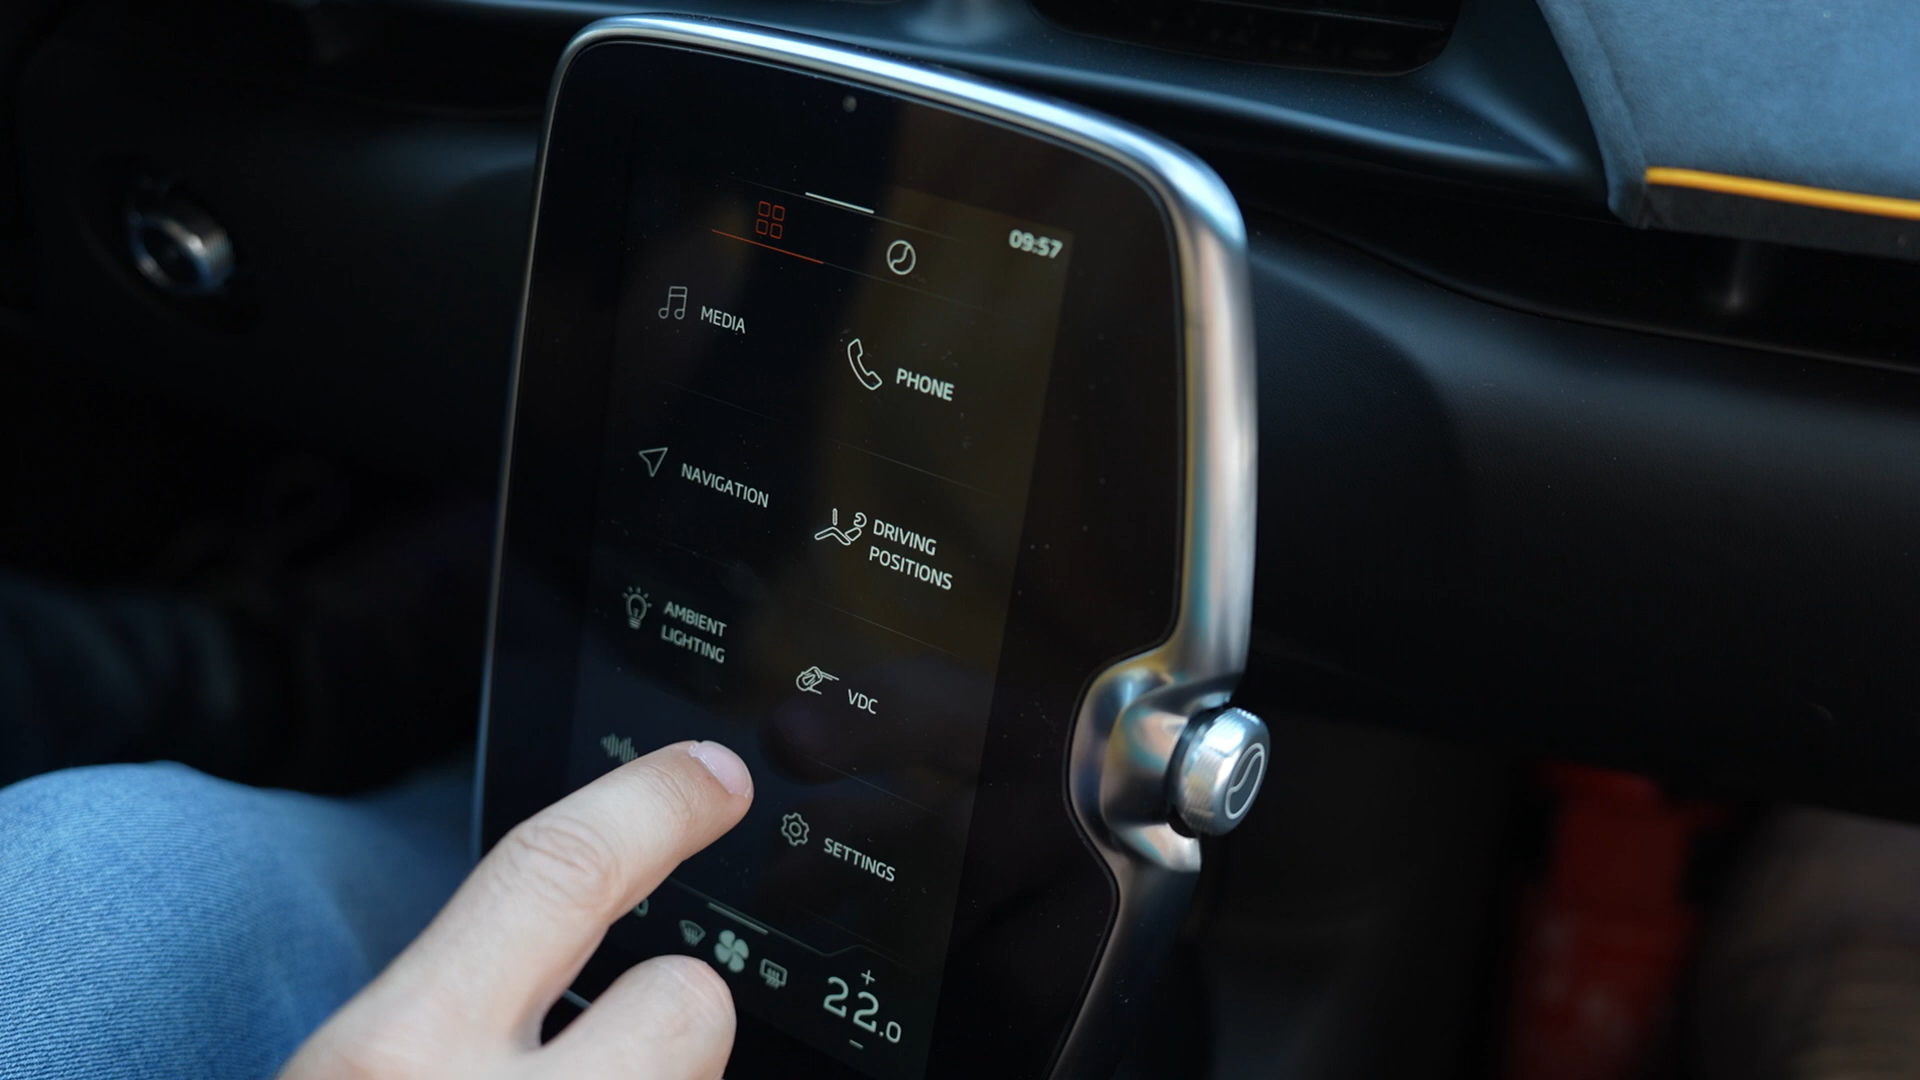 09:57
MEDIA
PHONE
NAVIGATION
DRIVING
POSITIONS
AMBIENT
LIGHTING
VDC
SETTINGS
+
22.0
−